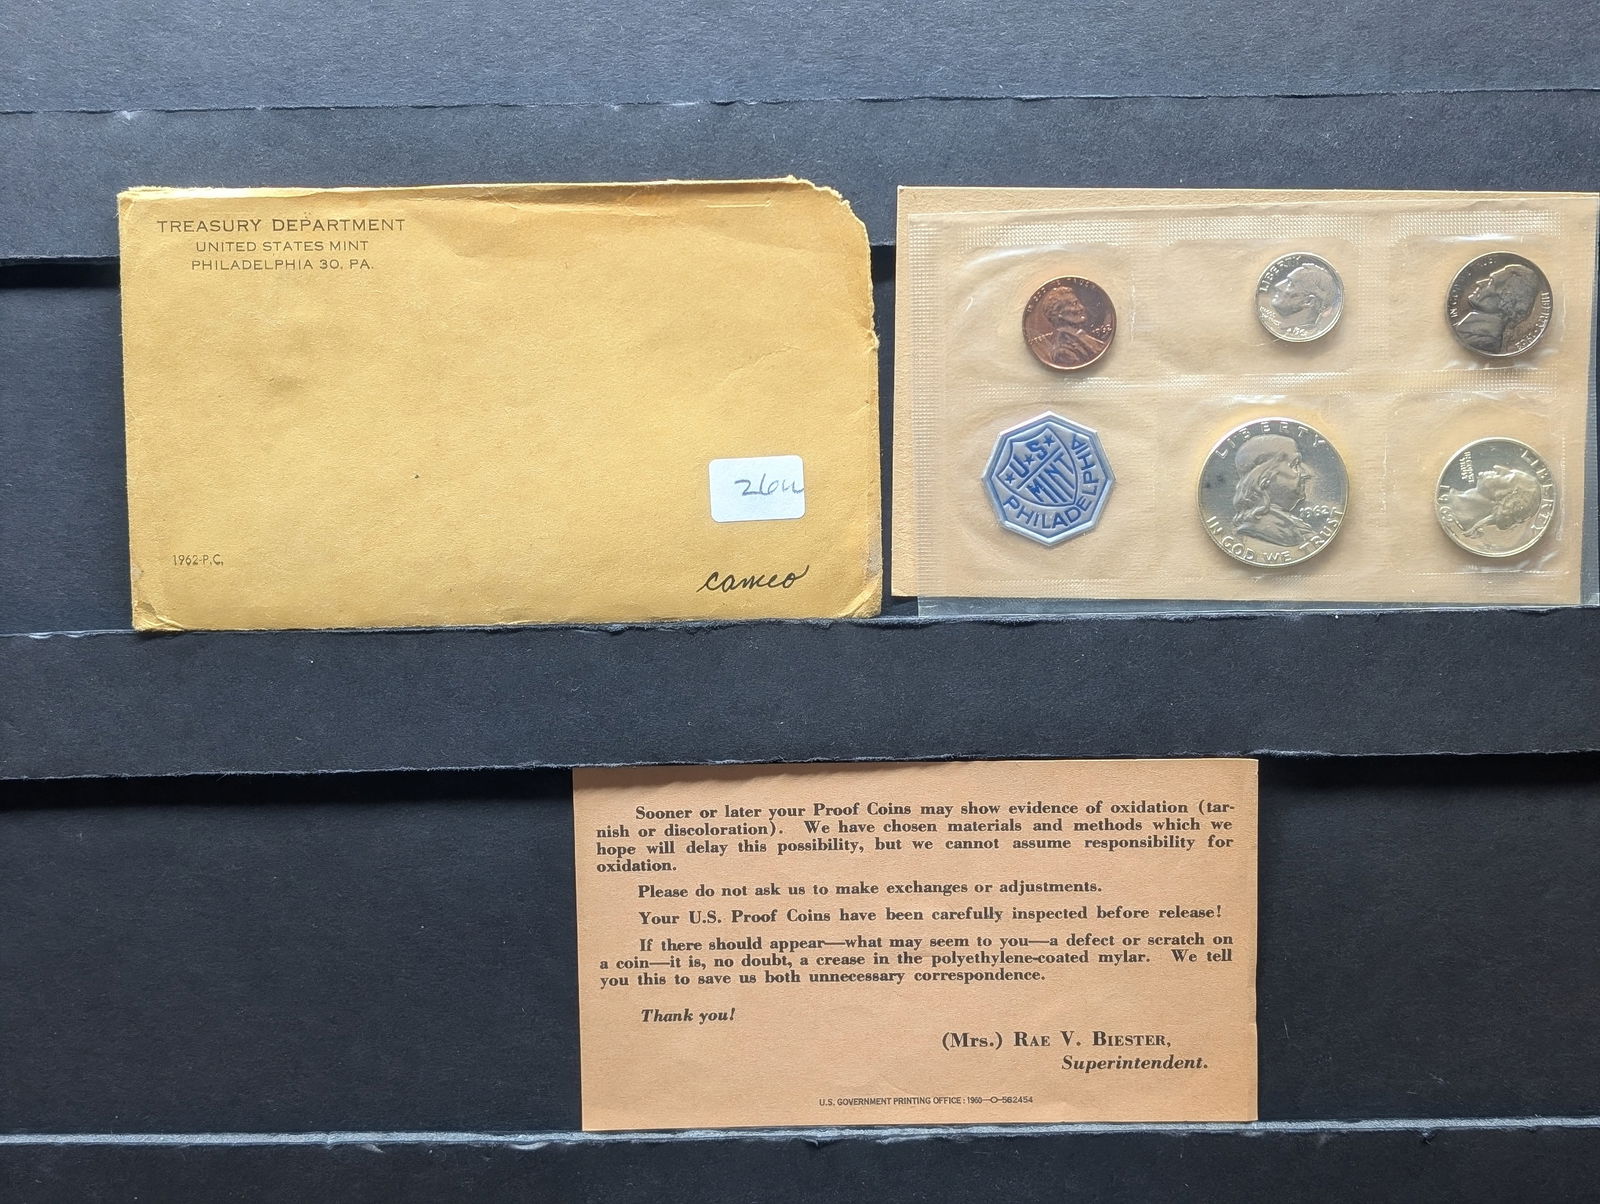 TREASURY DEPARTMENT
UNITED STATES MINT
PHILADELPHIA 30, PA.
1962-P.C.
cameo
1962
LIBERTY
U.S.
MINT
PHILADELPHIA
LIBERTY
1962
IN GOD WE TRUST
LIBERTY
1962
Sooner or later your Proof Coins may show evidence of oxidation (tar-
nish or discoloration). We have chosen materials and methods which we
hope will delay this possibility, but we cannot assume responsibility for
oxidation.
Please do not ask us to make exchanges or adjustments.
Your U.S. Proof Coins have been carefully inspected before release!
If there should appear—what may seem to you—a defect or scratch on
a coin—it is, no doubt, a crease in the polyethylene-coated mylar. We tell
you this to save us both unnecessary correspondence.
Thank you!
(Mrs.) RAE V. BIESTER,
Superintendent.
U.S. GOVERNMENT PRINTING OFFICE : 1960—O-562454